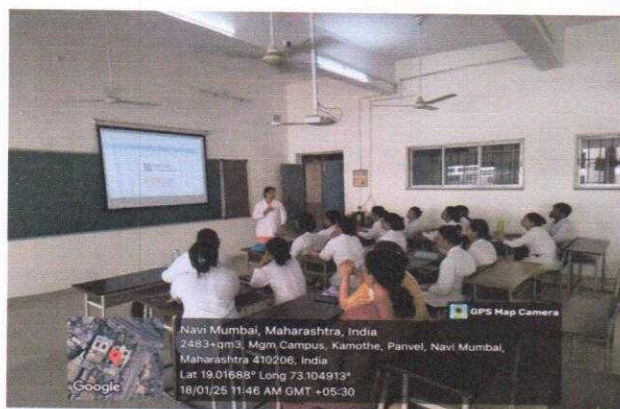 GPS Map Camera
Navi Mumbai, Maharashtra, India
2483+qm3, Mgm Campus, Kamothe, Panvel, Navi Mumbai,
Maharashtra 410206, India
Lat 19.01688° Long 73.104913°
18/01/25 11:46 AM GMT +05:30
Google